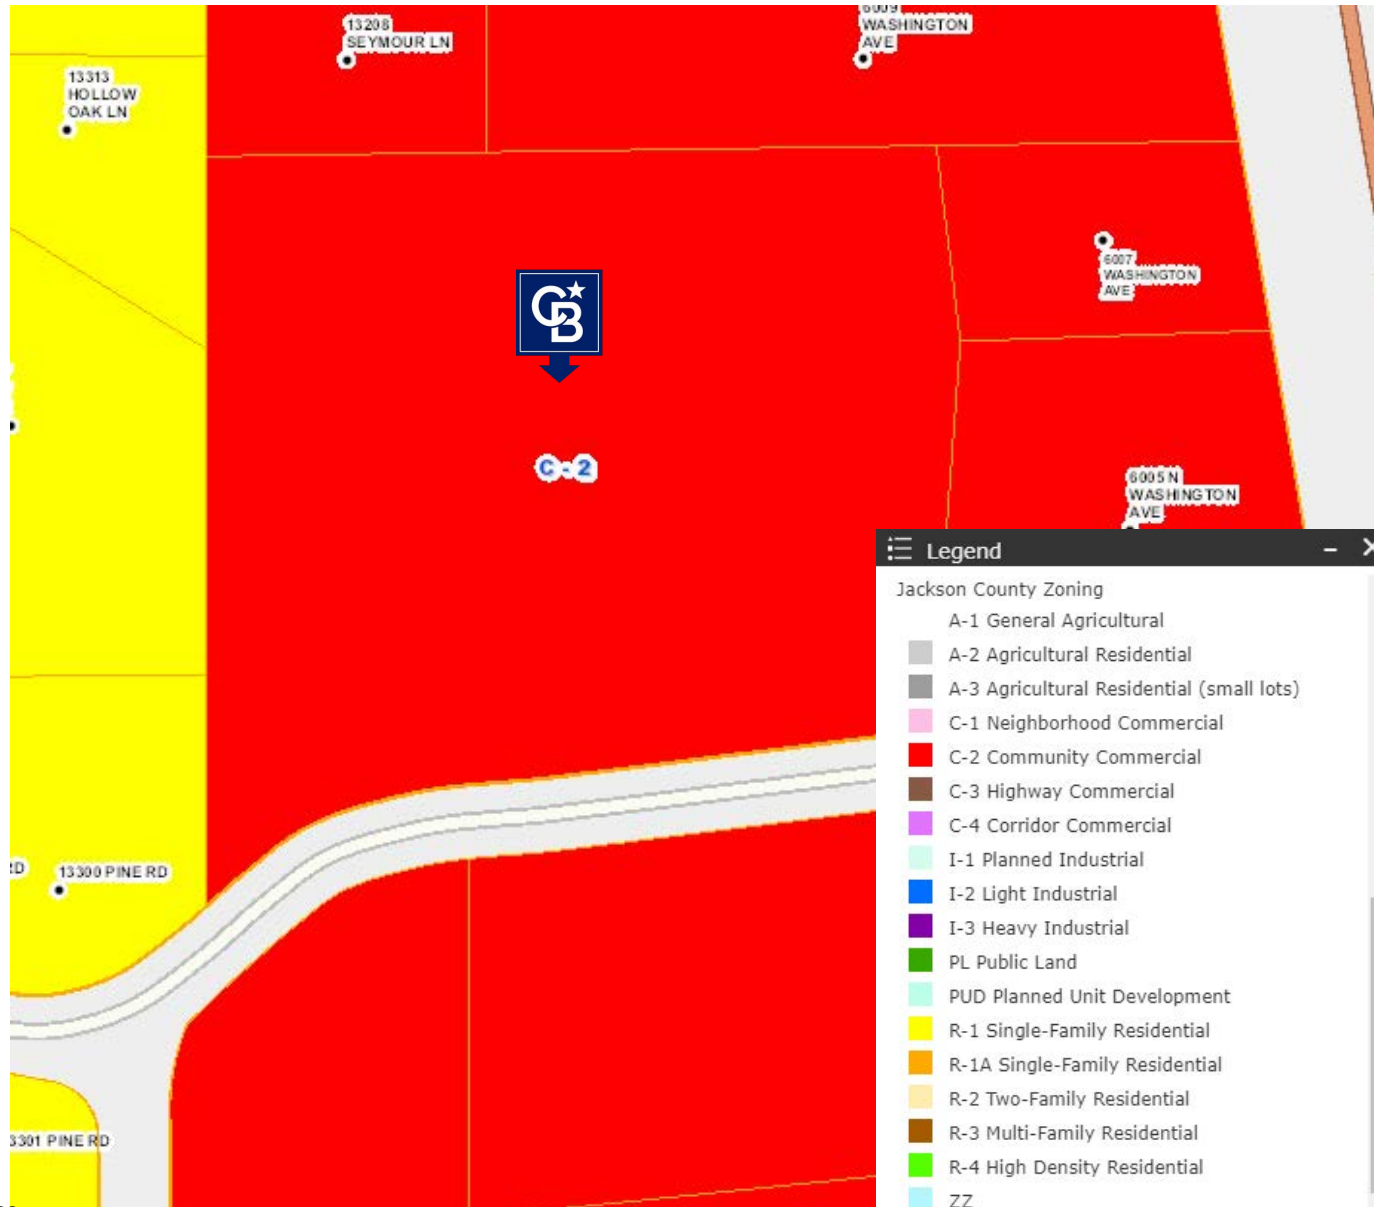 13208
SEYMOUR LN
6009
WASHINGTON
AVE
13313
HOLLOW
OAK LN
6007
WASHINGTON
AVE
CB
C - 2
6005 N
WASHINGTON
AVE
Legend
Jackson County Zoning
A-1 General Agricultural
A-2 Agricultural Residential
A-3 Agricultural Residential (small lots)
C-1 Neighborhood Commercial
C-2 Community Commercial
C-3 Highway Commercial
C-4 Corridor Commercial
I-1 Planned Industrial
I-2 Light Industrial
I-3 Heavy Industrial
PL Public Land
PUD Planned Unit Development
R-1 Single-Family Residential
R-1A Single-Family Residential
R-2 Two-Family Residential
R-3 Multi-Family Residential
R-4 High Density Residential
ZZ
RD
13300 PINE RD
3301 PINE RD